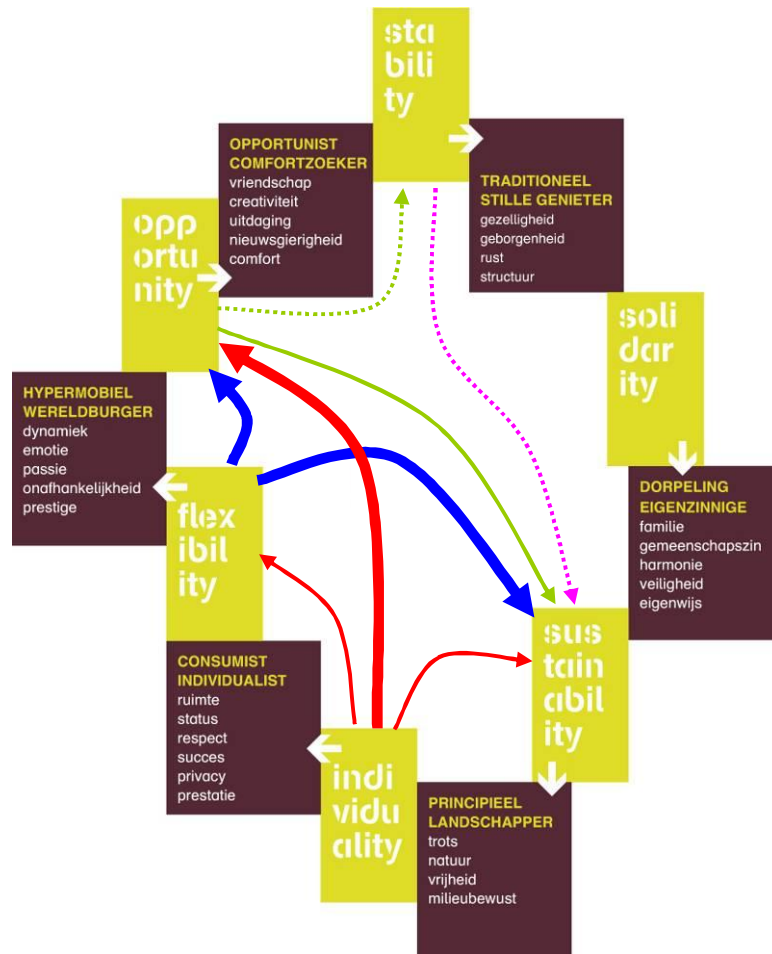 sta
bili
ty
OPPORTUNIST
COMFORTZOEKER
vriendschap
creativiteit
uitdaging
nieuwsgierigheid
comfort
TRADITIONEEL
STILLE GENIETER
gezelligheid
geborgenheid
rust
structuur
opp
ortu
nity
soli
dar
ity
HYPERMOBIEL
WERELDBURGER
dynamiek
emotie
passie
onafhankelijkheid
prestige
flex
ibil
ity
DORPELING
EIGENZINNIGE
familie
gemeenschapszin
harmonie
veiligheid
eigenwijs
sus
tain
abil
ity
CONSUMIST
INDIVIDUALIST
ruimte
status
respect
succes
privacy
prestatie
indi
vidu
ality
PRINCIPIEEL
LANDSCHAPPER
trots
natuur
vrijheid
milieubewust